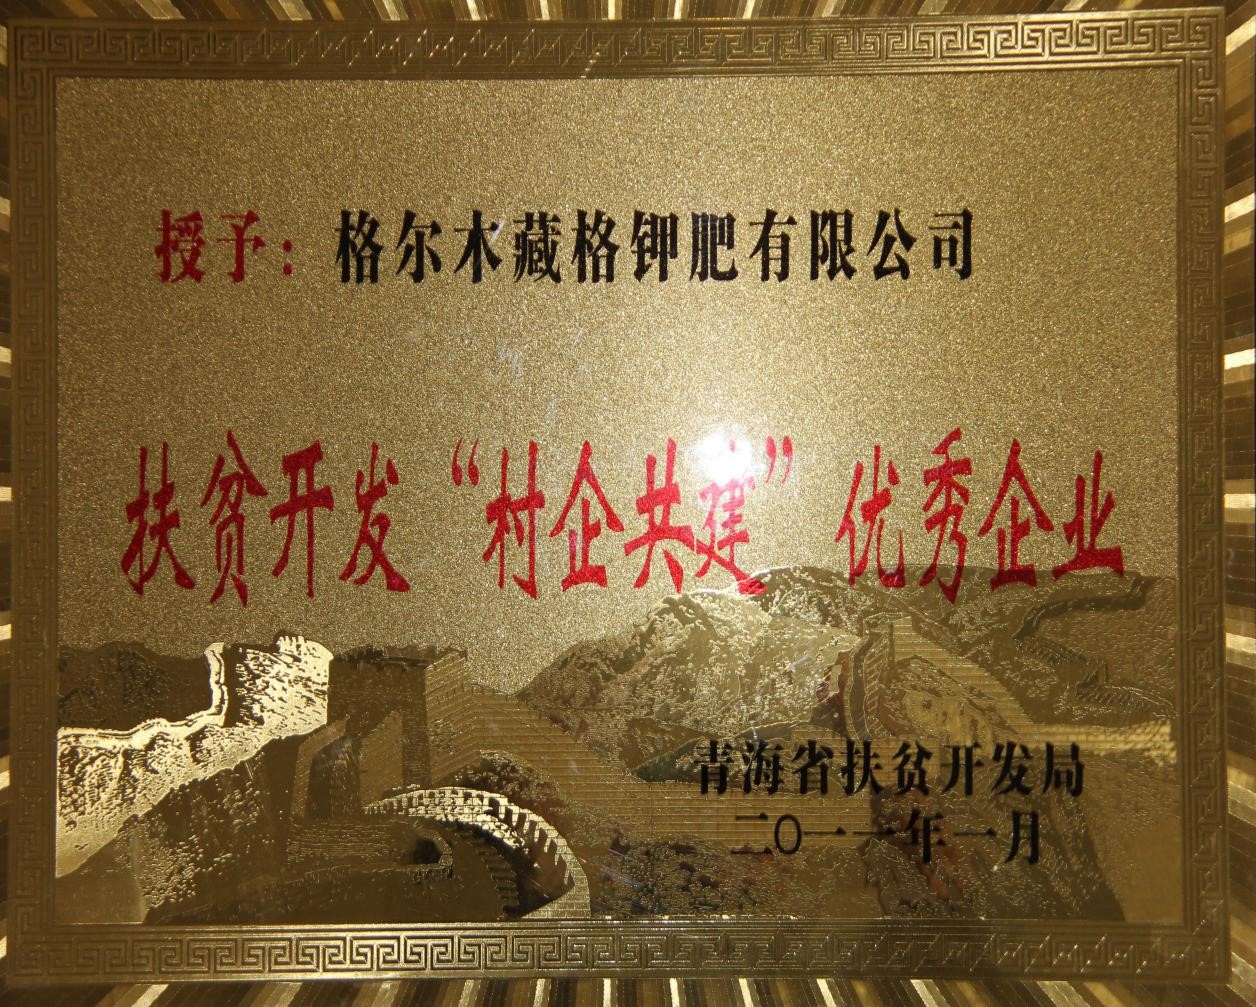 授予：格尔木藏格钾肥有限公司
扶贫开发“村企共建”优秀企业
青海省扶贫开发局
二〇一一年一月